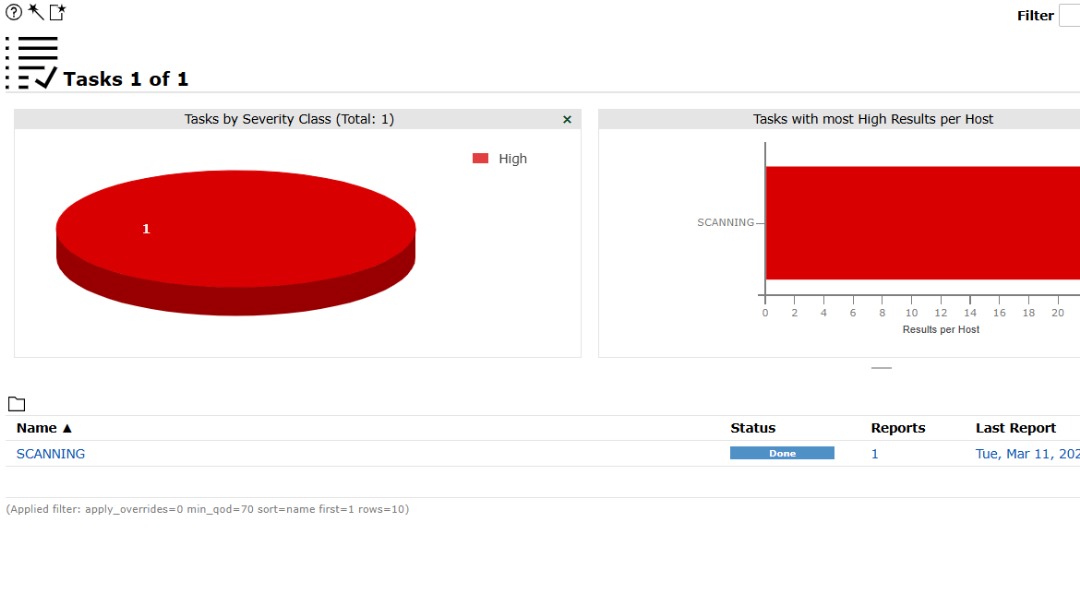 Filter
Tasks 1 of 1
Tasks by Severity Class (Total: 1) ×
High
1
Tasks with most High Results per Host
SCANNING
0 2 4 6 8 10 12 14 16 18 20
Results per Host
Name ▲ Status Reports Last Report
SCANNING Done 1 Tue, Mar 11, 202
(Applied filter: apply_overrides=0 min_qod=70 sort=name first=1 rows=10)